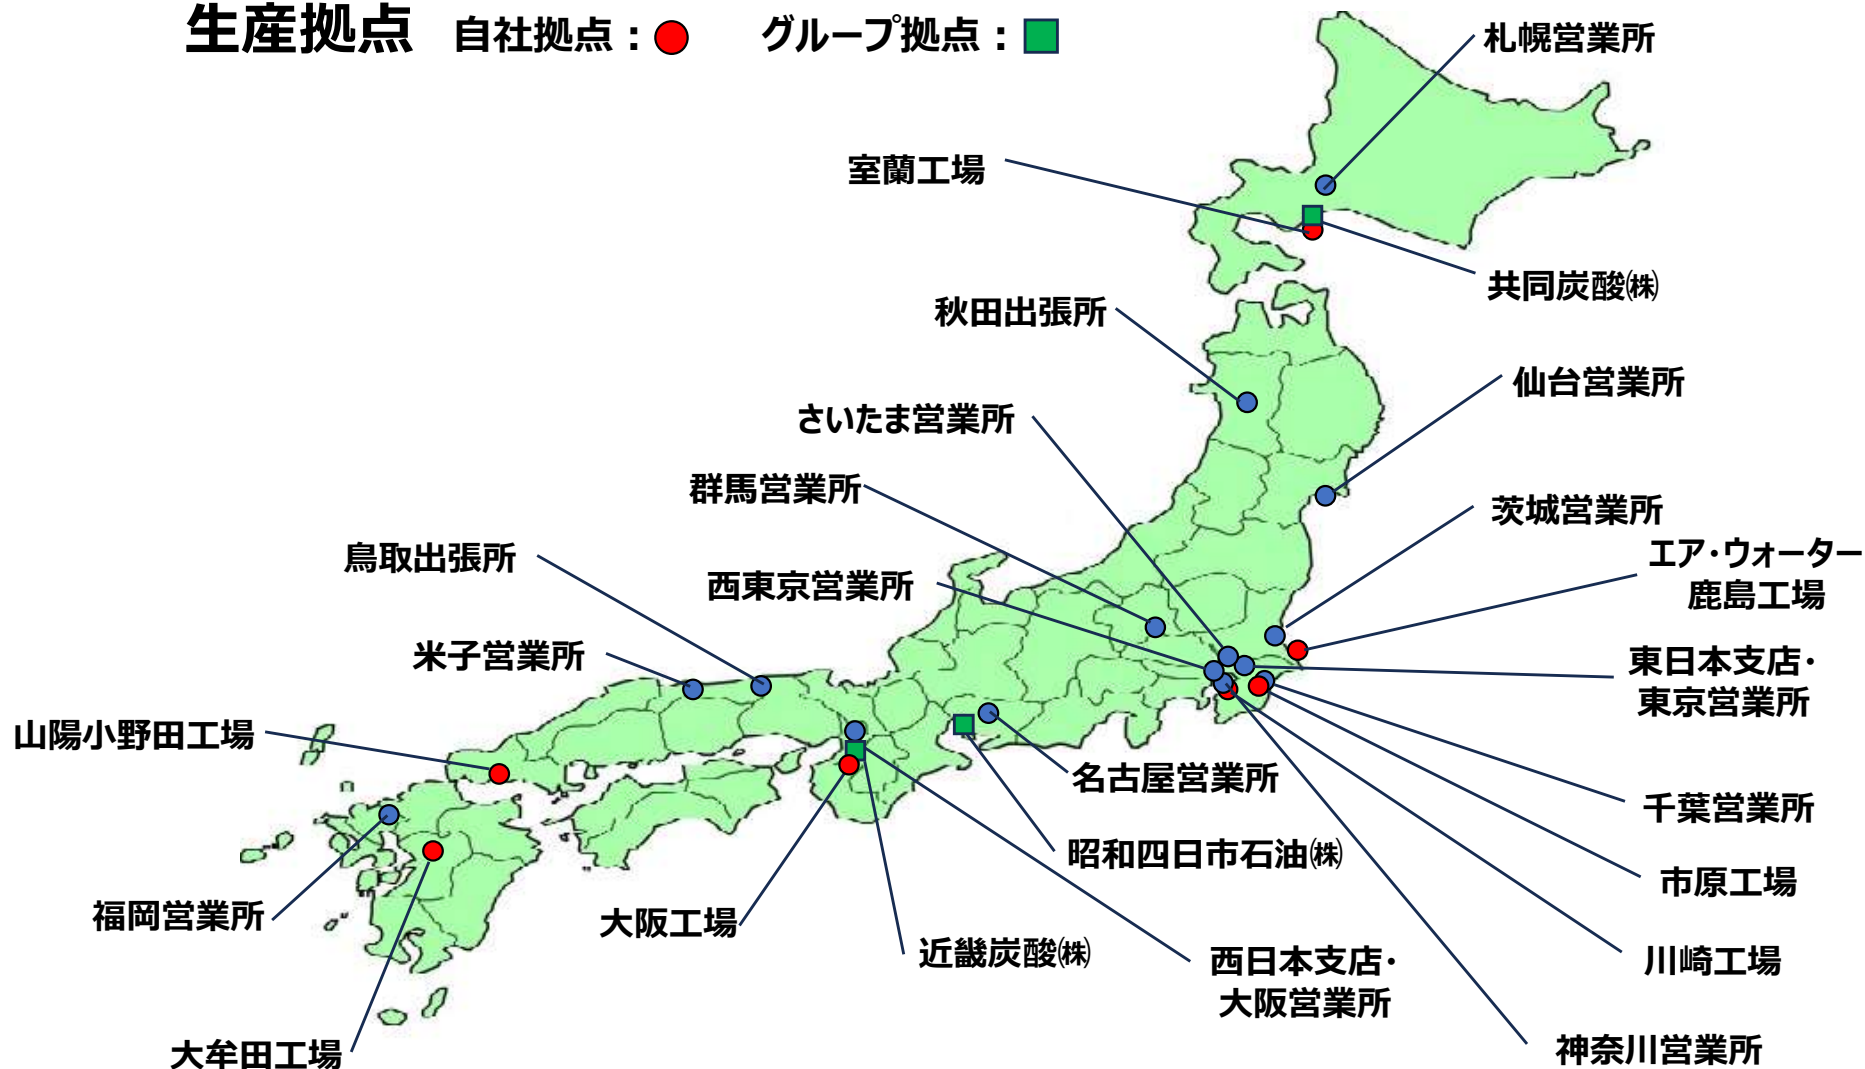 生産拠点 自社拠点： グループ拠点：
札幌営業所
室蘭工場
共同炭酸㈱
秋田出張所
仙台営業所
さいたま営業所
群馬営業所
茨城営業所
エア・ウォーター
鹿島工場
鳥取出張所
西東京営業所
米子営業所
東日本支店・
東京営業所
山陽小野田工場
名古屋営業所
千葉営業所
昭和四日市石油㈱
市原工場
福岡営業所
大阪工場
近畿炭酸㈱
西日本支店・
大阪営業所
川崎工場
大牟田工場
神奈川営業所